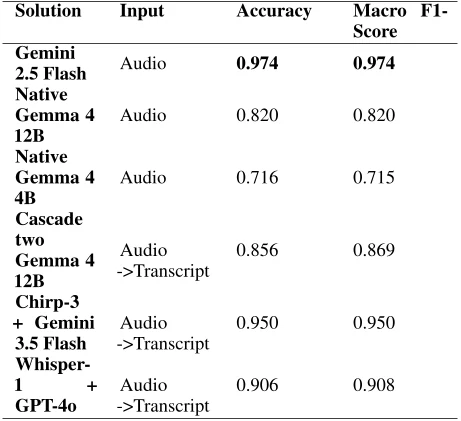 Solution Input Accuracy Macro F1-
Score
Gemini
2.5 Flash Audio 0.974 0.974
Native
Gemma 4
12B Audio 0.820 0.820
Native
Gemma 4
4B Audio 0.716 0.715
Cascade
two
Gemma 4
12B Audio
->Transcript 0.856 0.869
Chirp-3
+ Gemini
3.5 Flash Audio
->Transcript 0.950 0.950
Whisper-
1 +
GPT-4o Audio
->Transcript 0.906 0.908